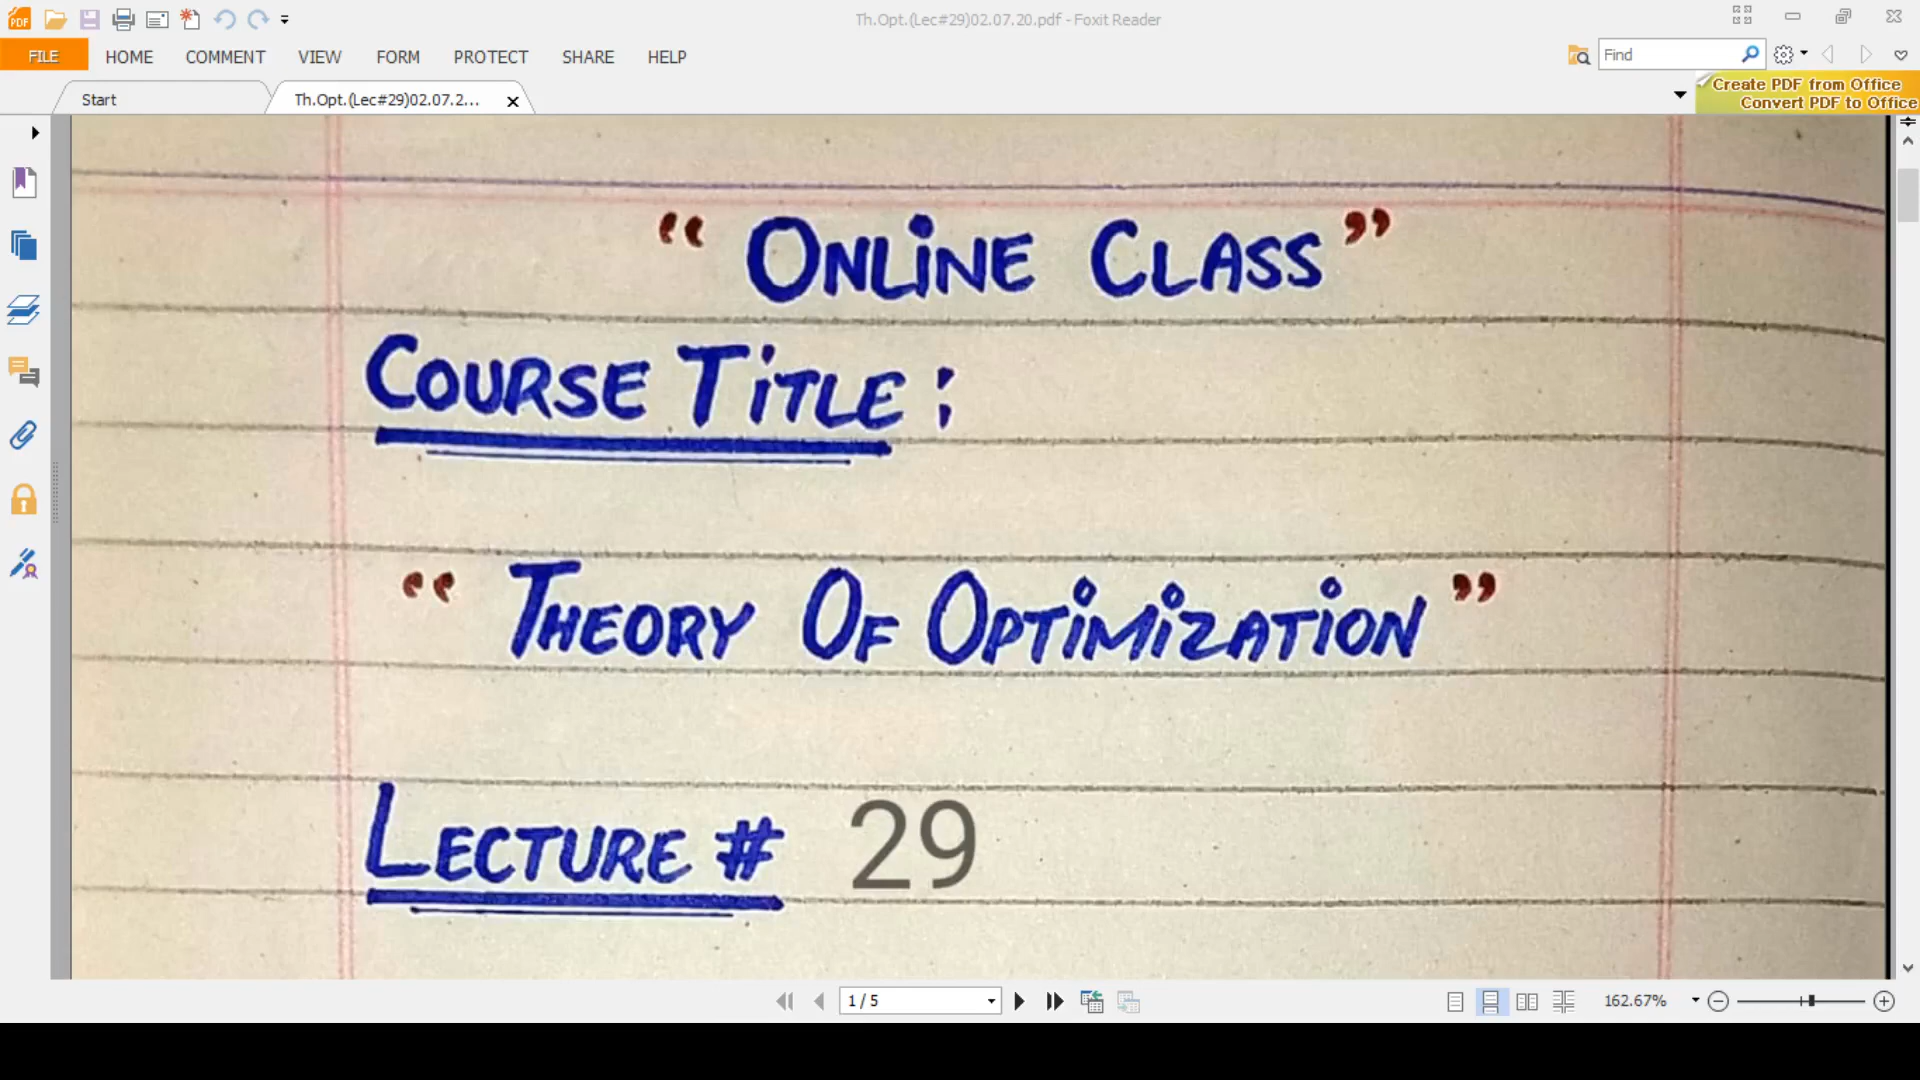 Th.Opt.(Lec#29)02.07.20.pdf - Foxit Reader
FILE HOME COMMENT VIEW FORM PROTECT SHARE HELP
Find
Start
Th.Opt.(Lec#29)02.07.2...
Create PDF from Office
Convert PDF to Office
“ ONLINE CLASS ”
COURSE TITLE :
“ THEORY OF OPTIMIZATION ”
LECTURE # 29
1 / 5
162.67%